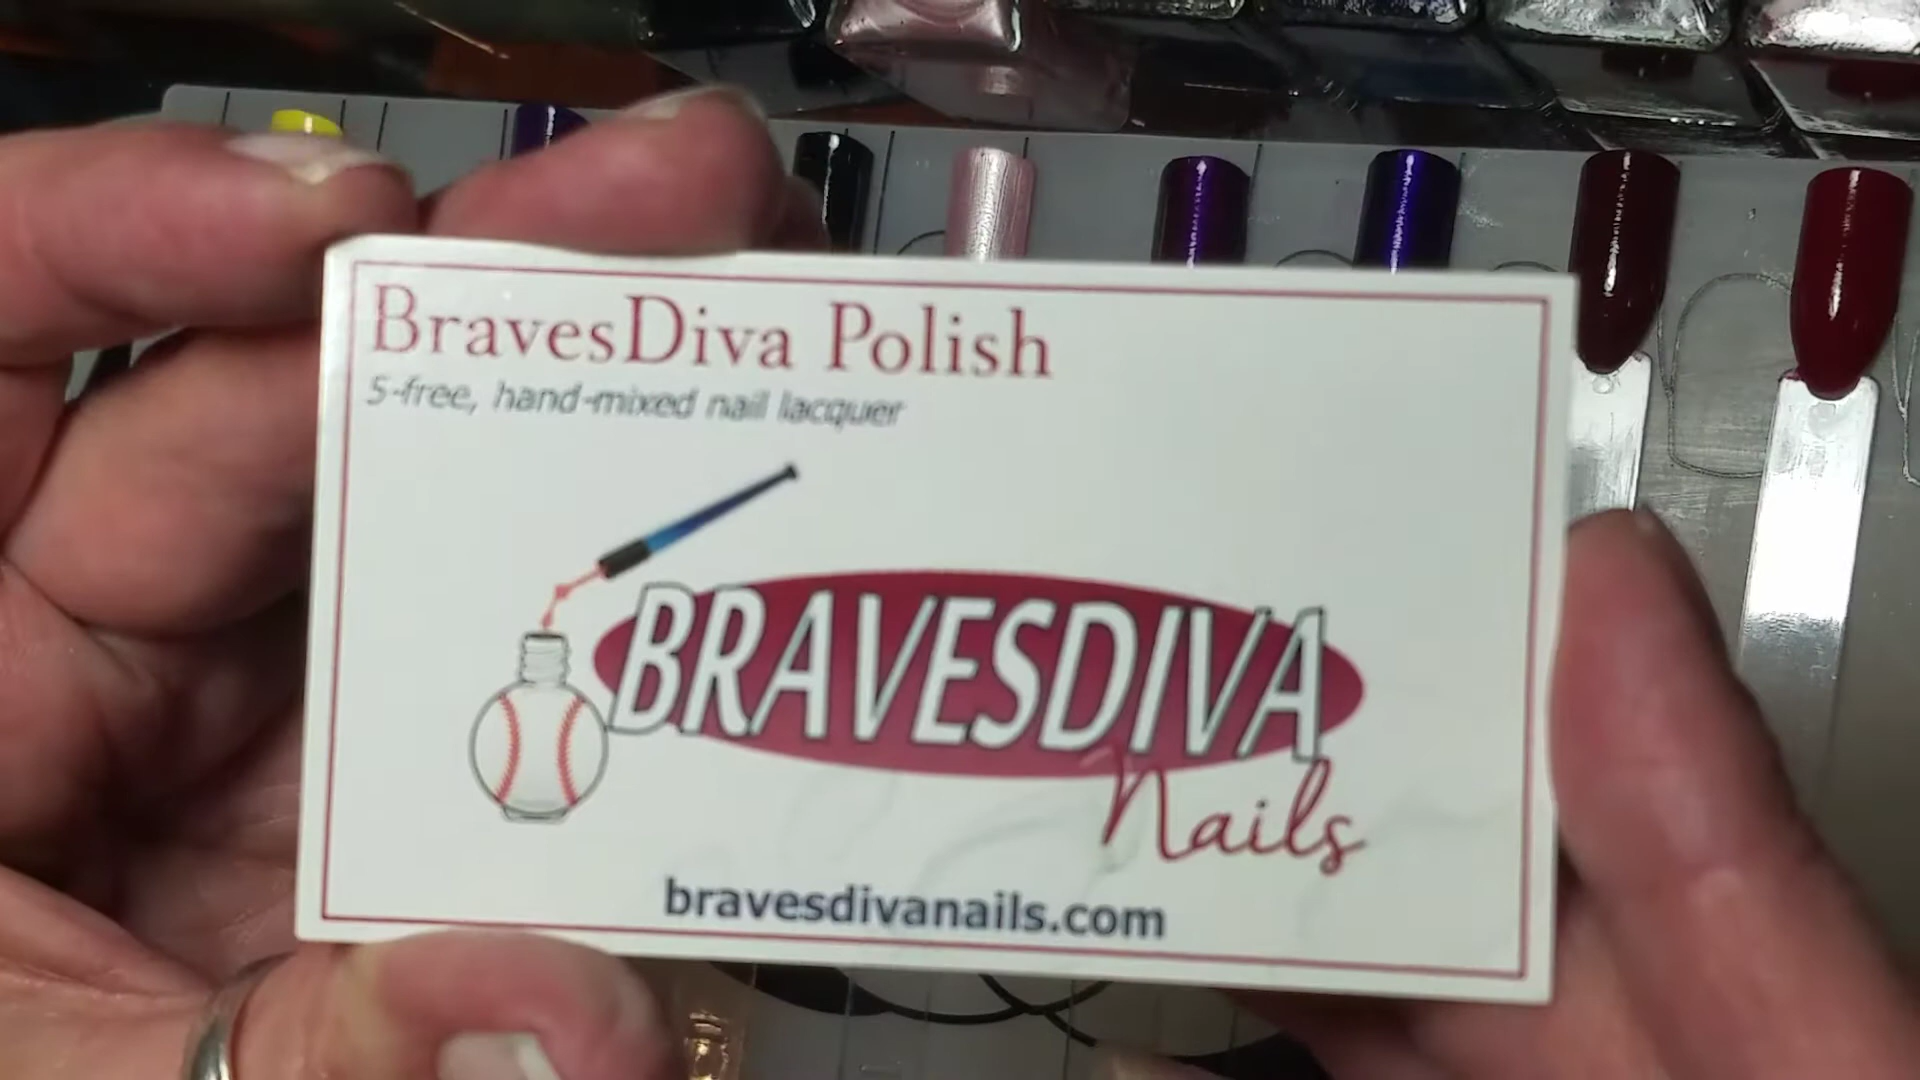 BravesDiva Polish
5-free, hand-mixed nail lacquer
BRAVESDIVA
Nails
bravesdivanails.com